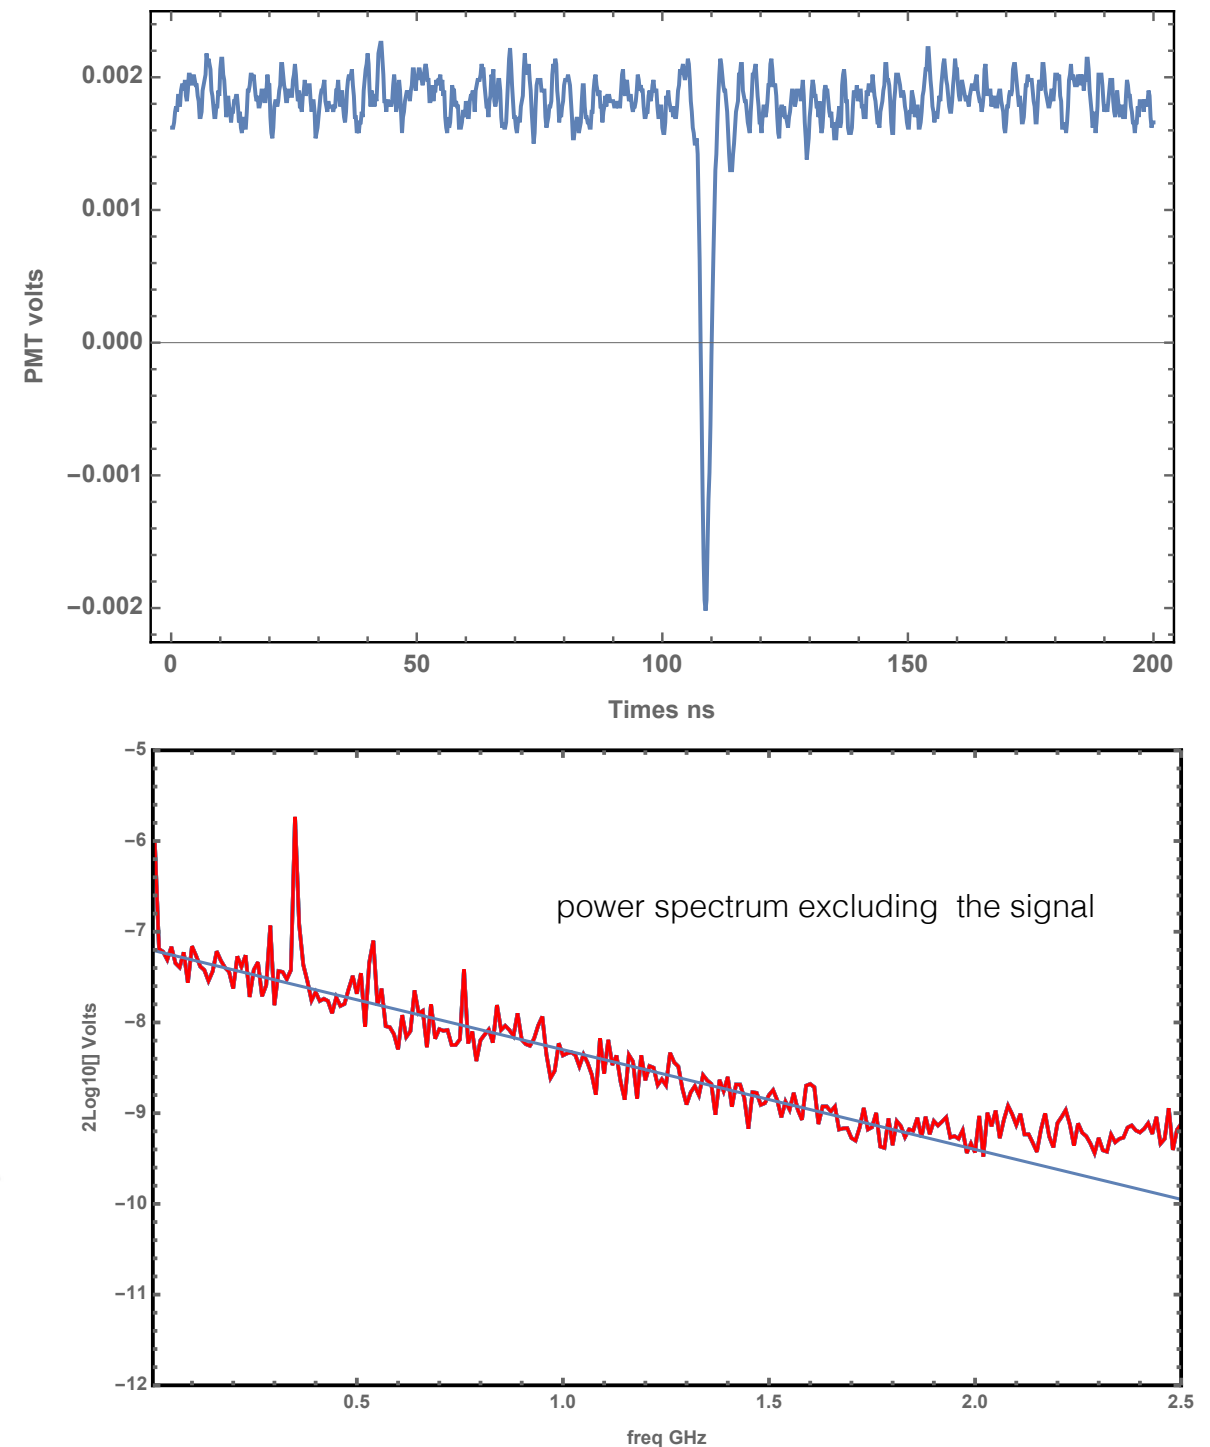 0.002
0.001
0.000
−0.001
−0.002
PMT volts
0 50 100 150 200
Times ns
−5
−6
−7
−8
−9
−10
−11
−12
2Log10[] Volts
power spectrum excluding the signal
0.5 1.0 1.5 2.0 2.5
freq GHz